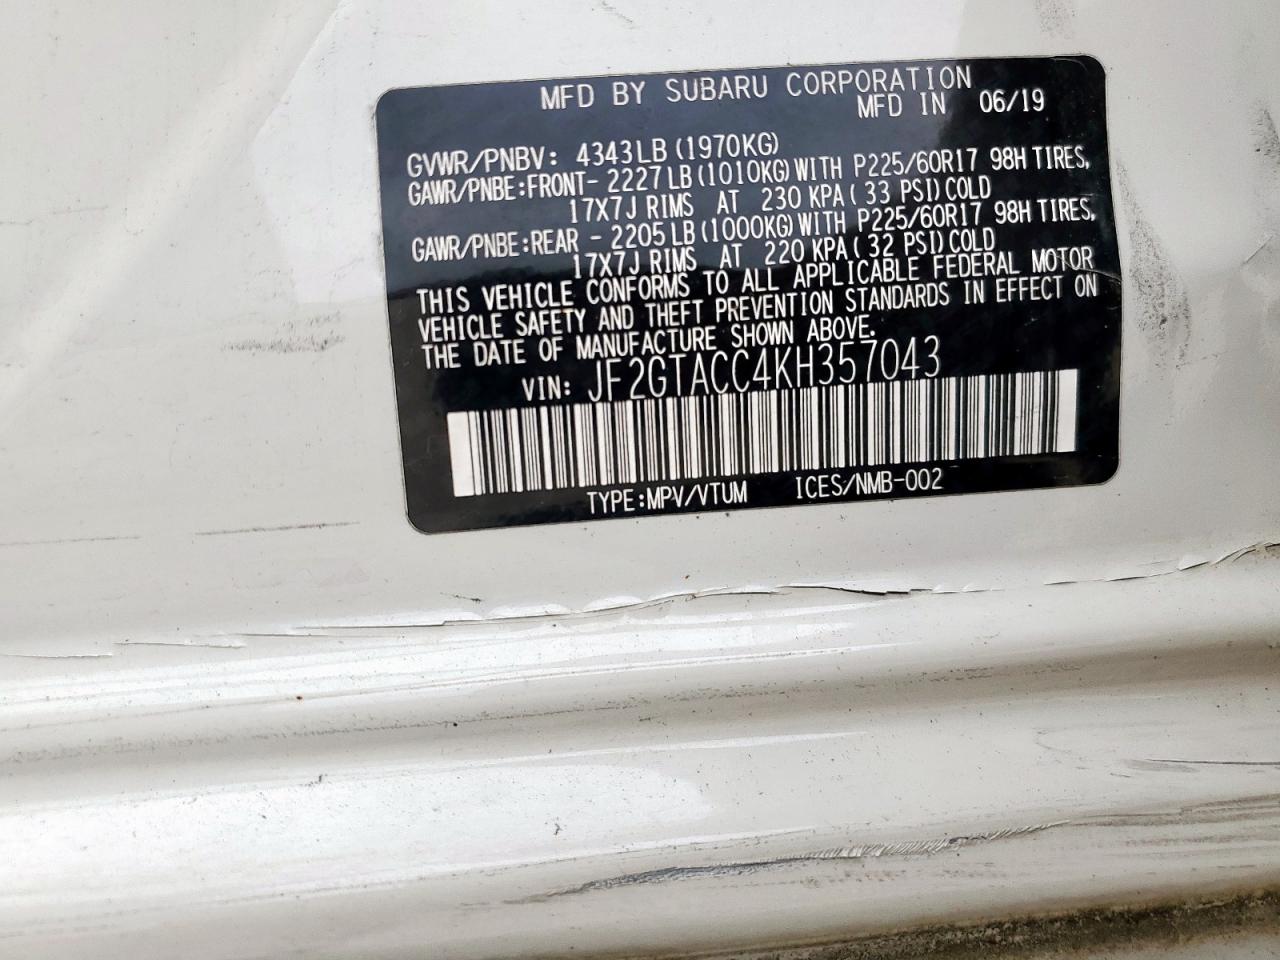 MFD BY SUBARU CORPORATION
MFD IN 06/19
GVWR/PNBV: 4343LB(1970KG)
GAWR/PNBE:FRONT-2227LB(1010KG)WITH P225/60R17 98H TIRES,
17X7J RIMS AT 230 KPA(33 PSI)COLD
GAWR/PNBE:REAR -2205LB(1000KG)WITH P225/60R17 98H TIRES,
17X7J RIMS AT 220 KPA(32 PSI)COLD
THIS VEHICLE CONFORMS TO ALL APPLICABLE FEDERAL MOTOR
VEHICLE SAFETY AND THEFT PREVENTION STANDARDS IN EFFECT ON
THE DATE OF MANUFACTURE SHOWN ABOVE.
VIN: JF2GTACC4KH357043
TYPE:MPV/VTUM ICES/NMB-002